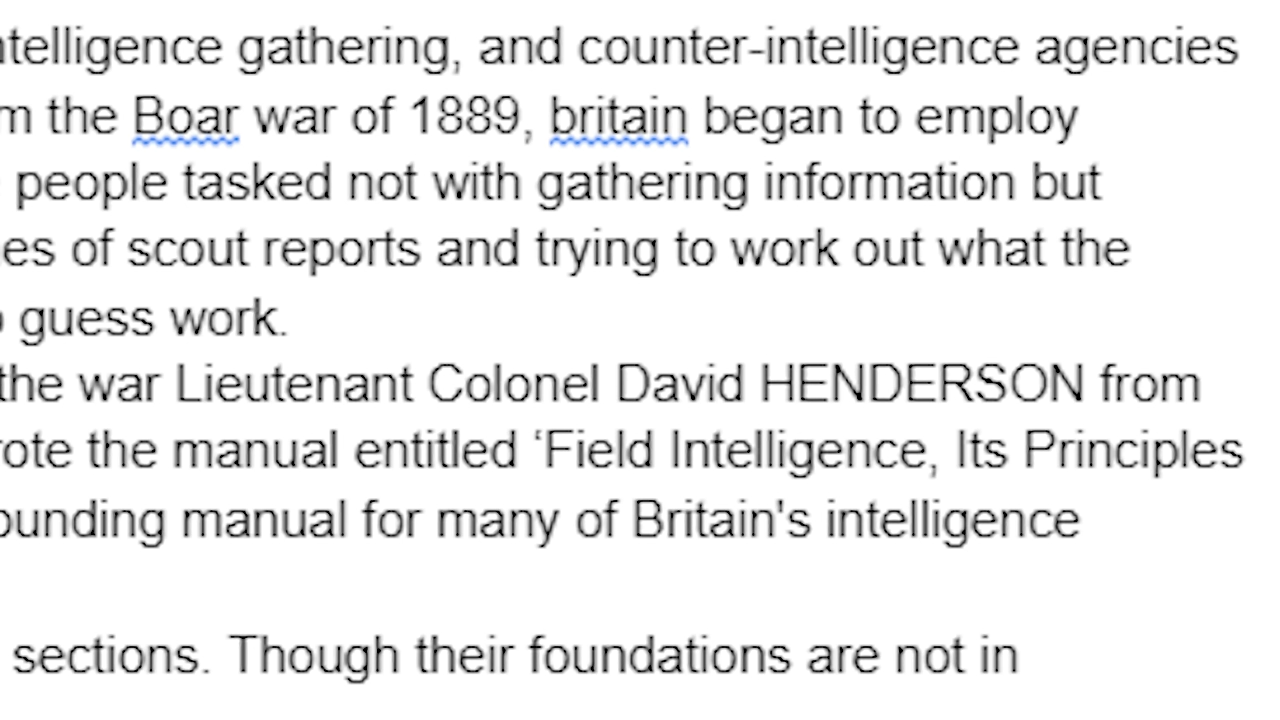 ntelligence gathering, and counter-intelligence agencies
m the Boar war of 1889, britain began to employ
people tasked not with gathering information but
es of scout reports and trying to work out what the
guess work.
the war Lieutenant Colonel David HENDERSON from
rote the manual entitled ‘Field Intelligence, Its Principles
ounding manual for many of Britain's intelligence
sections. Though their foundations are not in